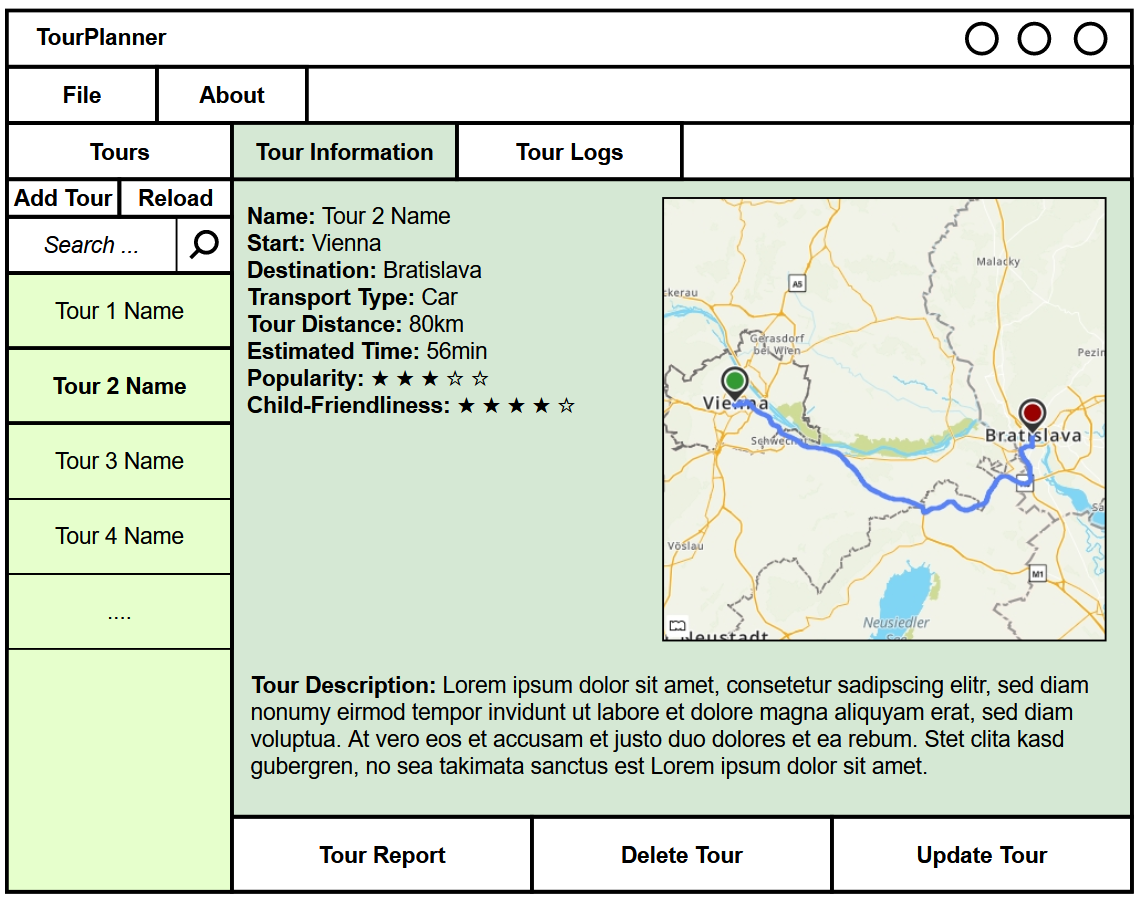 TourPlanner
File
About
Tours
Tour Information
Tour Logs
Add Tour
Reload
Search ...
Tour 1 Name
Tour 2 Name
Tour 3 Name
Tour 4 Name
....
Name: Tour 2 Name
Start: Vienna
Destination: Bratislava
Transport Type: Car
Tour Distance: 80km
Estimated Time: 56min
Popularity: ★ ★ ★ ☆ ☆
Child-Friendliness: ★ ★ ★ ★ ☆
Malacky
A5
ckerau
Gerasdorf
bei Wien
Pezin
Vienna
Bratislava
Schwechat
Vöslau
M1
Neusiedler
See
Neustadt
Tour Description: Lorem ipsum dolor sit amet, consetetur sadipscing elitr, sed diam
nonumy eirmod tempor invidunt ut labore et dolore magna aliquyam erat, sed diam
voluptua. At vero eos et accusam et justo duo dolores et ea rebum. Stet clita kasd
gubergren, no sea takimata sanctus est Lorem ipsum dolor sit amet.
Tour Report
Delete Tour
Update Tour